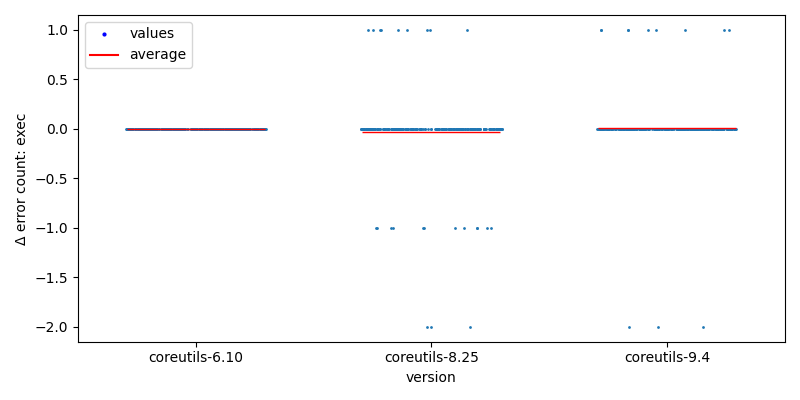 values
average
1.0
0.5
0.0
−0.5
−1.0
−1.5
−2.0
Δ error count: exec
coreutils-6.10
coreutils-8.25
coreutils-9.4
version